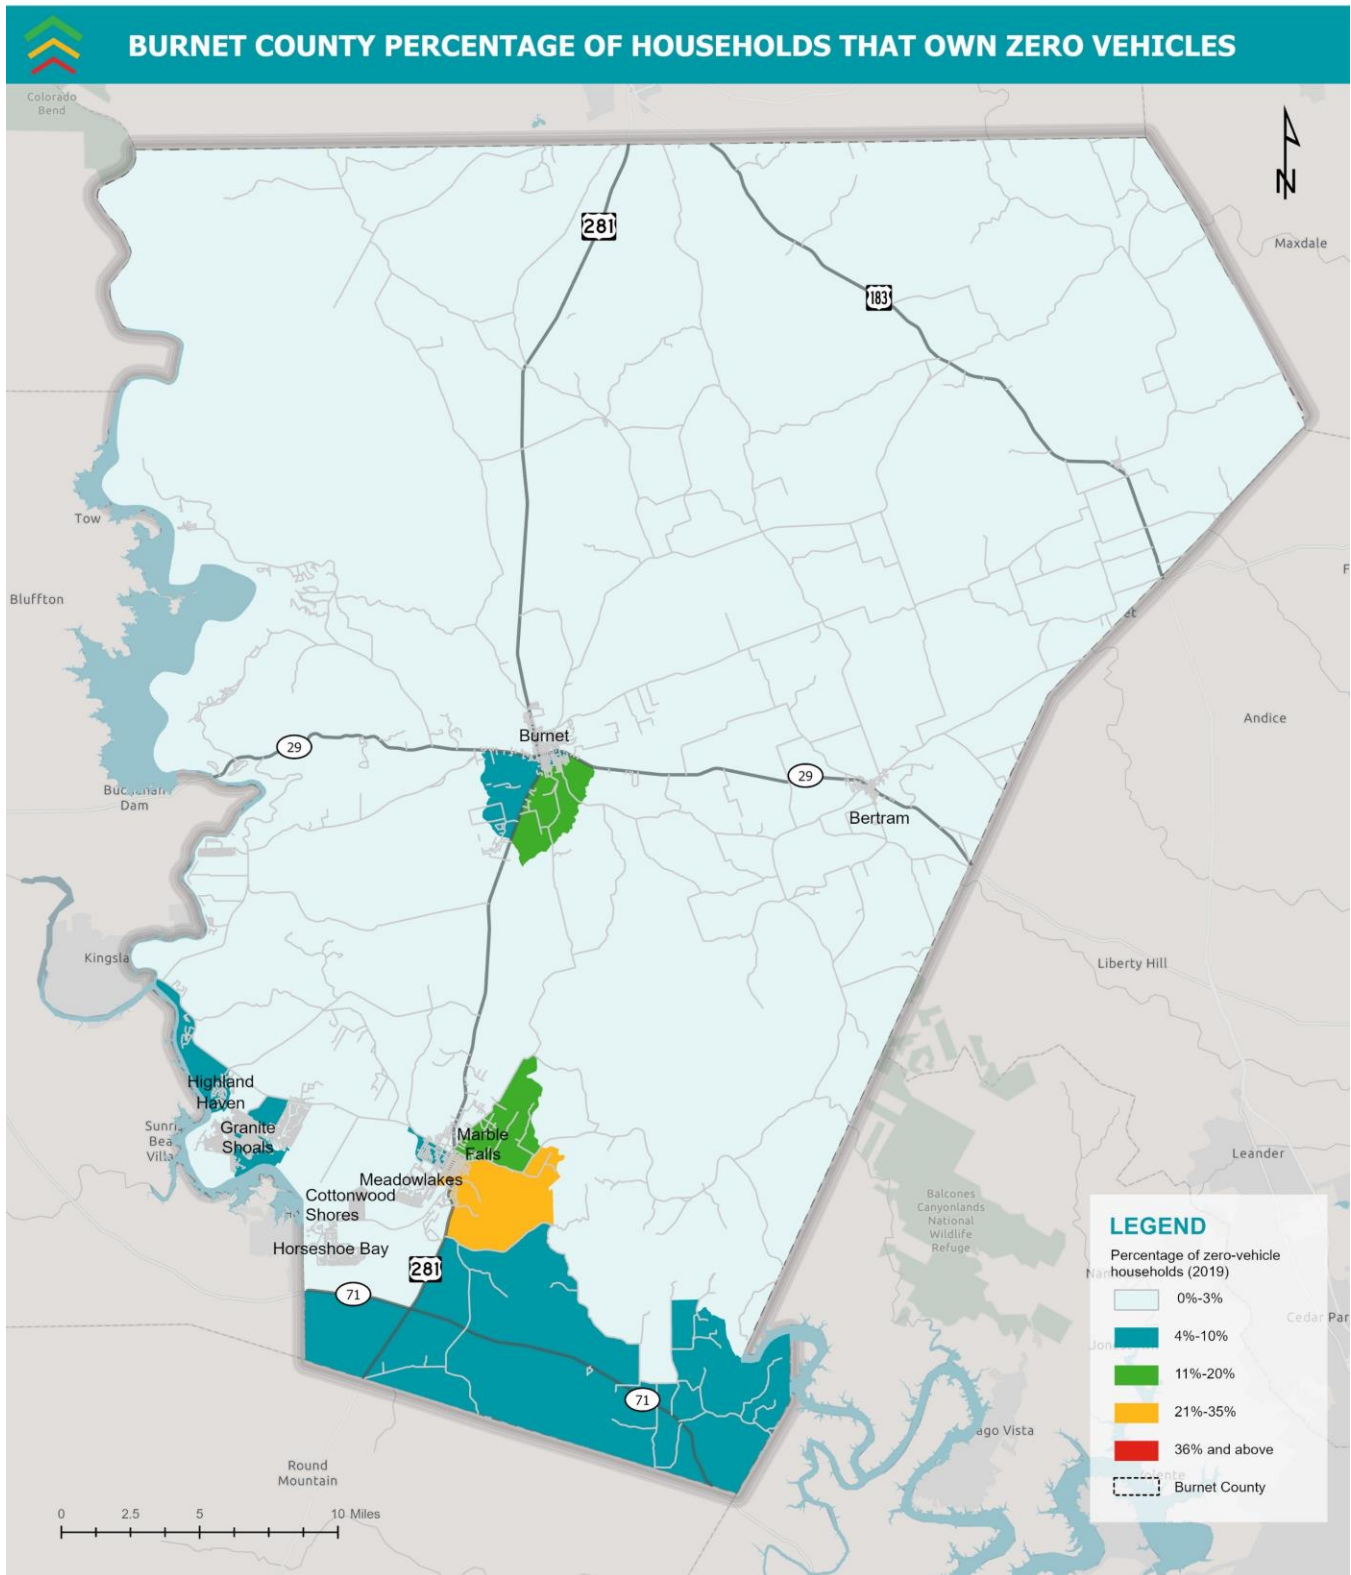 BURNET COUNTY PERCENTAGE OF HOUSEHOLDS THAT OWN ZERO VEHICLES
Colorado
Bend
N
281
Maxdale
183
Tow
Bluffton
Andice
Burnet
29
29
Dam
Bertram
Liberty Hill
Highland
Haven
Granite
Shoals
Marble
Falls
Leander
Meadowlakes
Cottonwood
Shores
Balcones
Canyonlands
National
Wildlife
Refuge
Horseshoe Bay
281
71
71
LEGEND
Percentage of zero-vehicle
households (2019)
0%-3%
4%-10%
11%-20%
21%-35%
36% and above
Burnet County
Round
Mountain
0 2.5 5 10 Miles